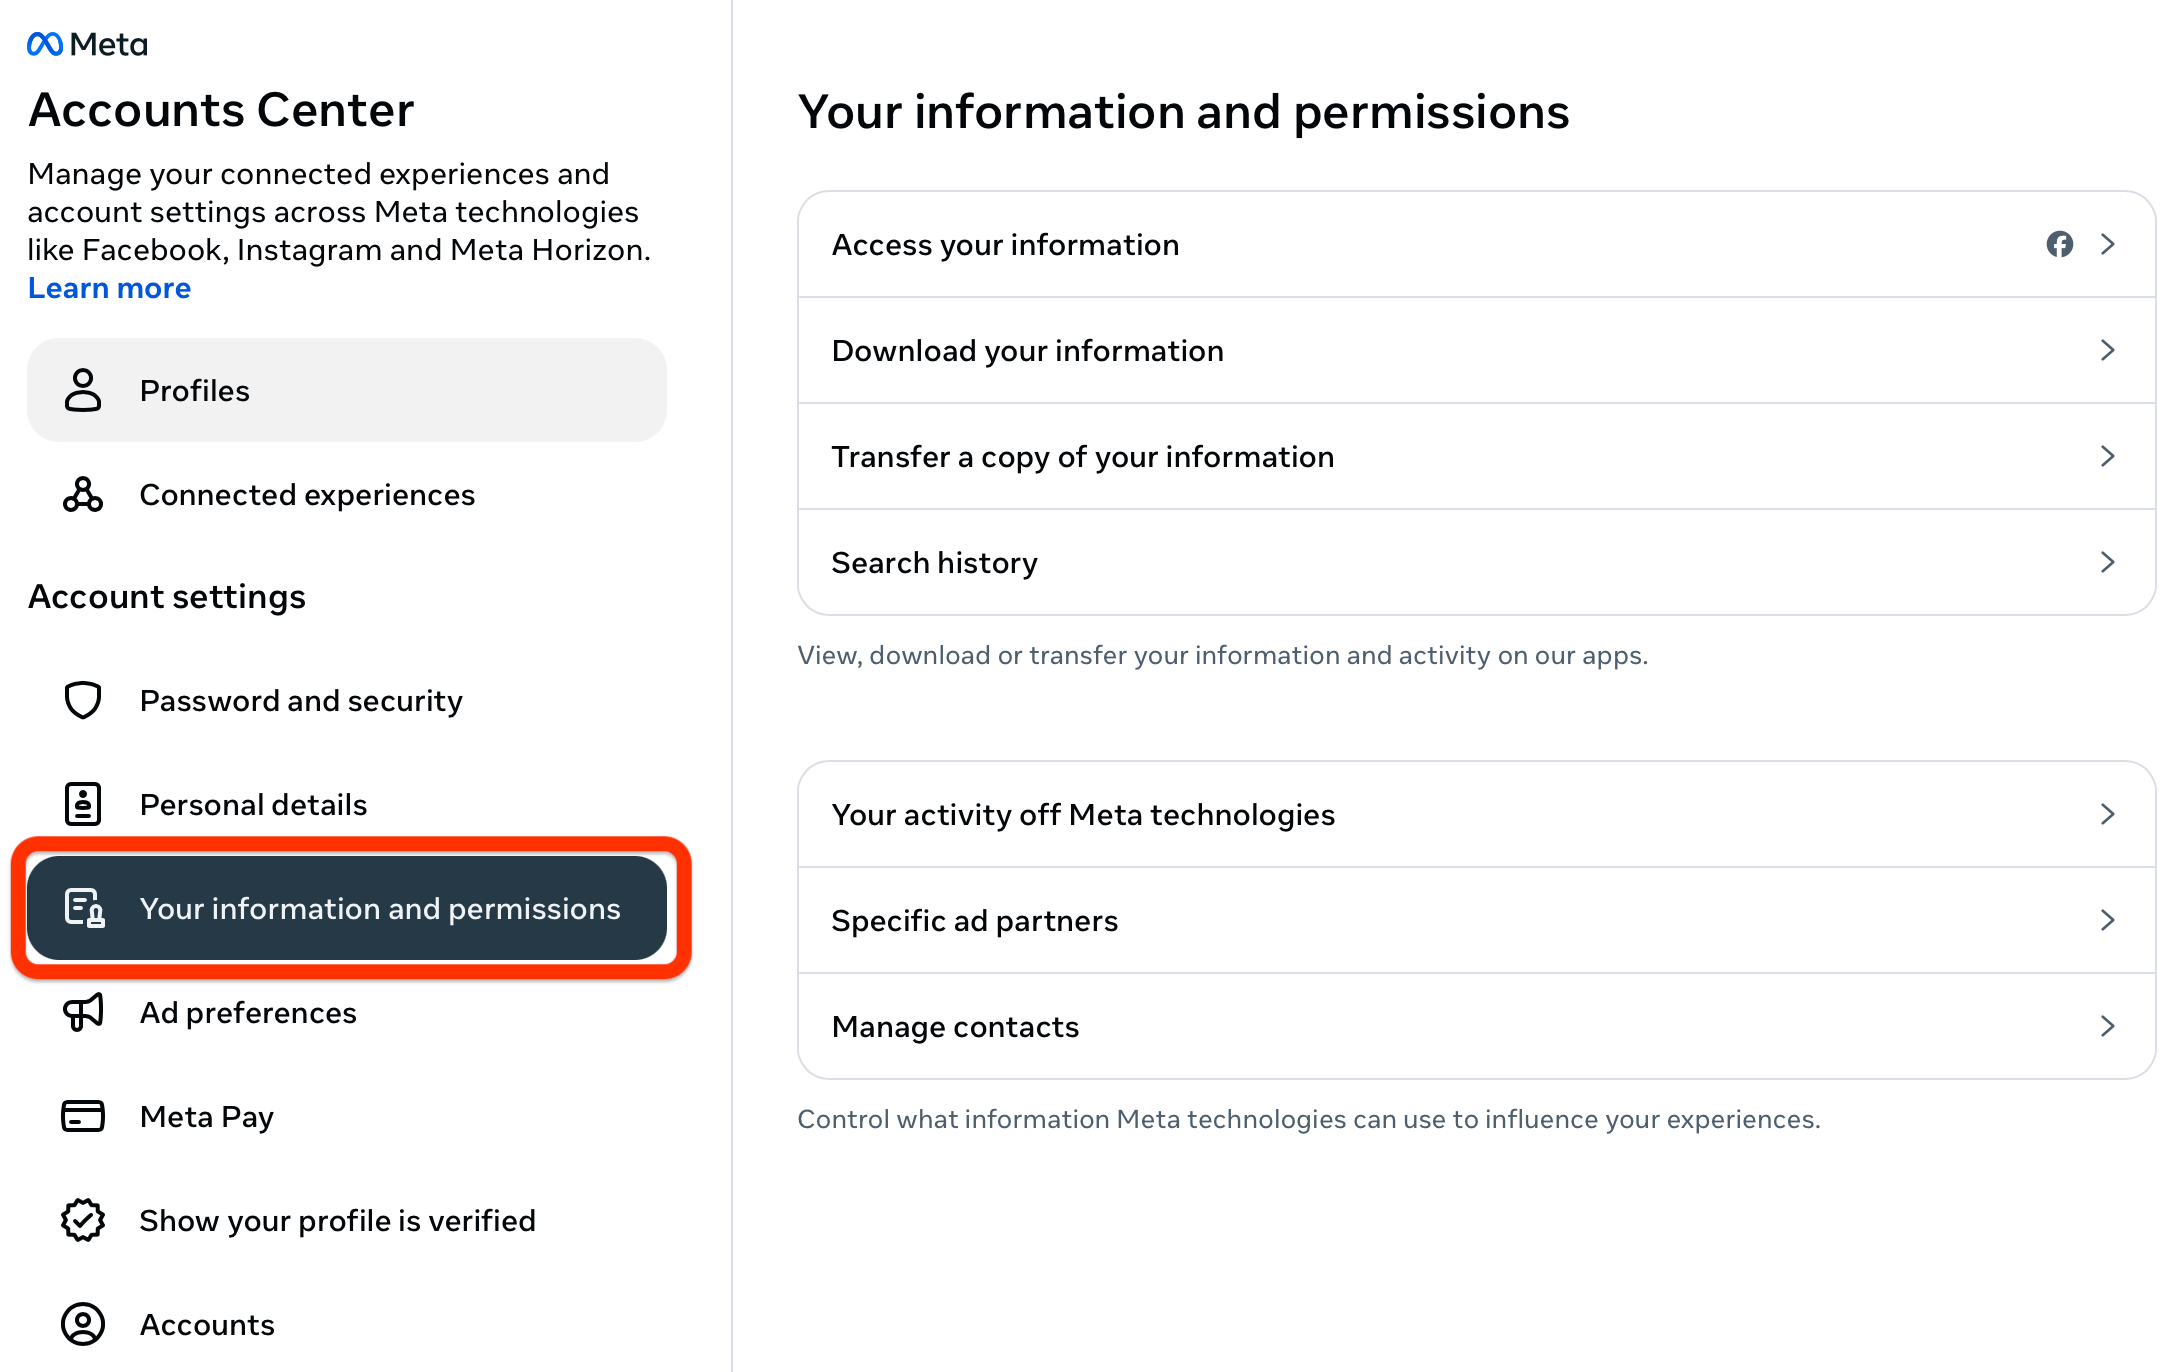 Meta
Accounts Center
Manage your connected experiences and
account settings across Meta technologies
like Facebook, Instagram and Meta Horizon.
Learn more
Profiles
Connected experiences
Account settings
Password and security
Personal details
Your information and permissions
Ad preferences
Meta Pay
Show your profile is verified
Accounts
Your information and permissions
Access your information
Download your information
Transfer a copy of your information
Search history
View, download or transfer your information and activity on our apps.
Your activity off Meta technologies
Specific ad partners
Manage contacts
Control what information Meta technologies can use to influence your experiences.